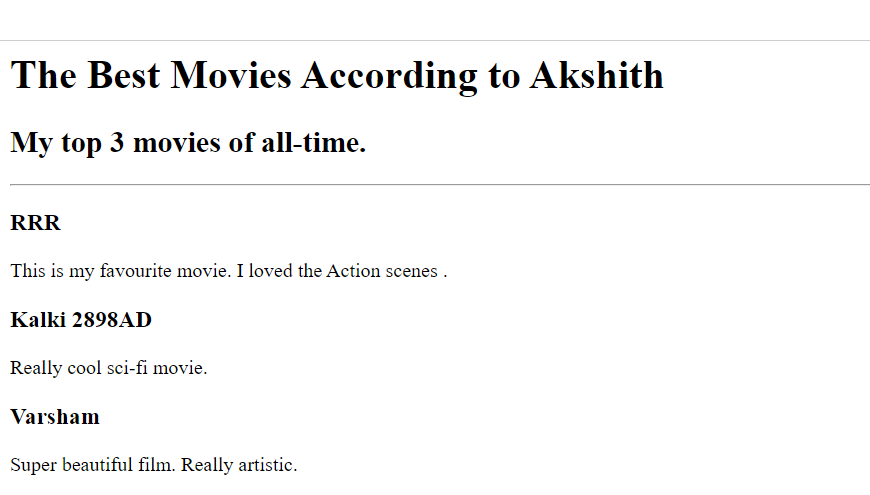 The Best Movies According to Akshith
My top 3 movies of all-time.
RRR
This is my favourite movie. I loved the Action scenes .
Kalki 2898AD
Really cool sci-fi movie.
Varsham
Super beautiful film. Really artistic.